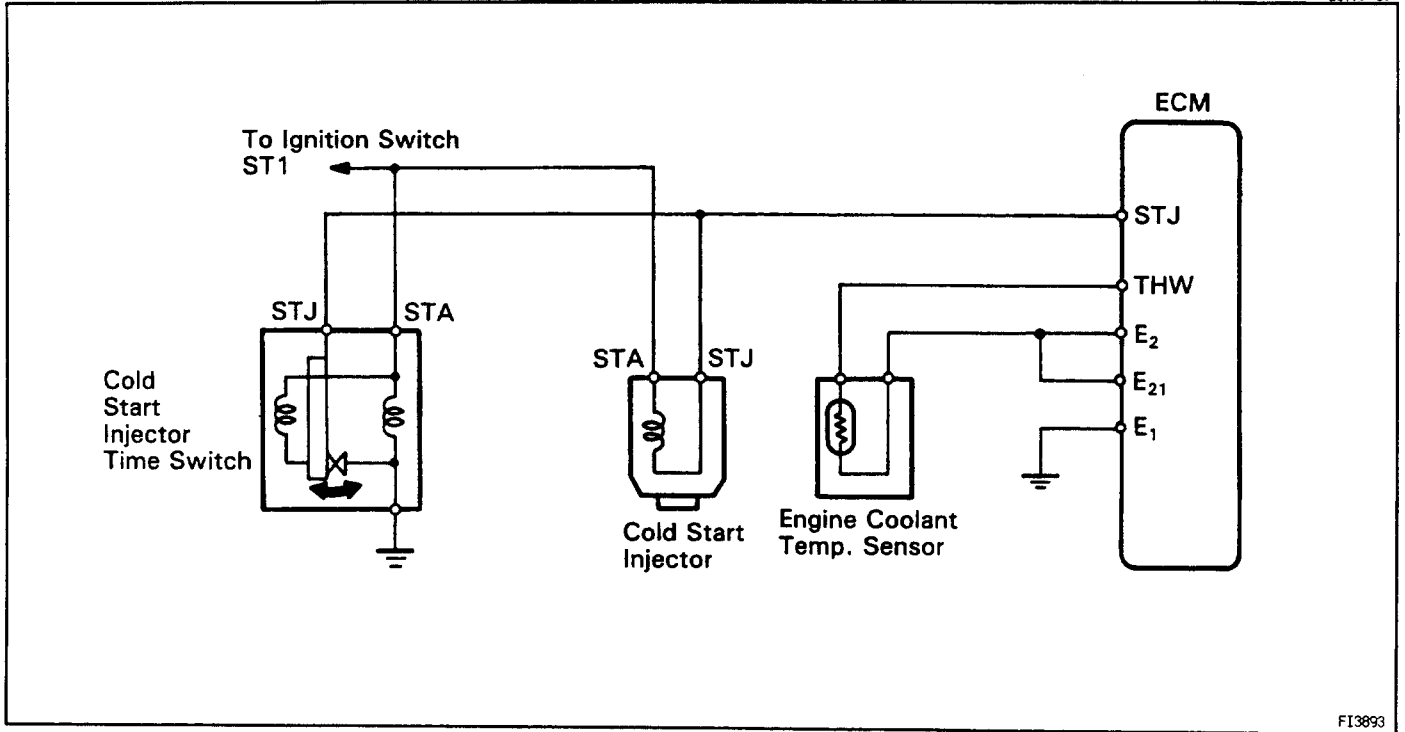 ECM
To Ignition Switch
ST1
STJ
THW
E₂
E₂₁
E₁
STJ
STA
STA
STJ
Cold
Start
Injector
Time Switch
Cold Start
Injector
Engine Coolant
Temp. Sensor
FI3893